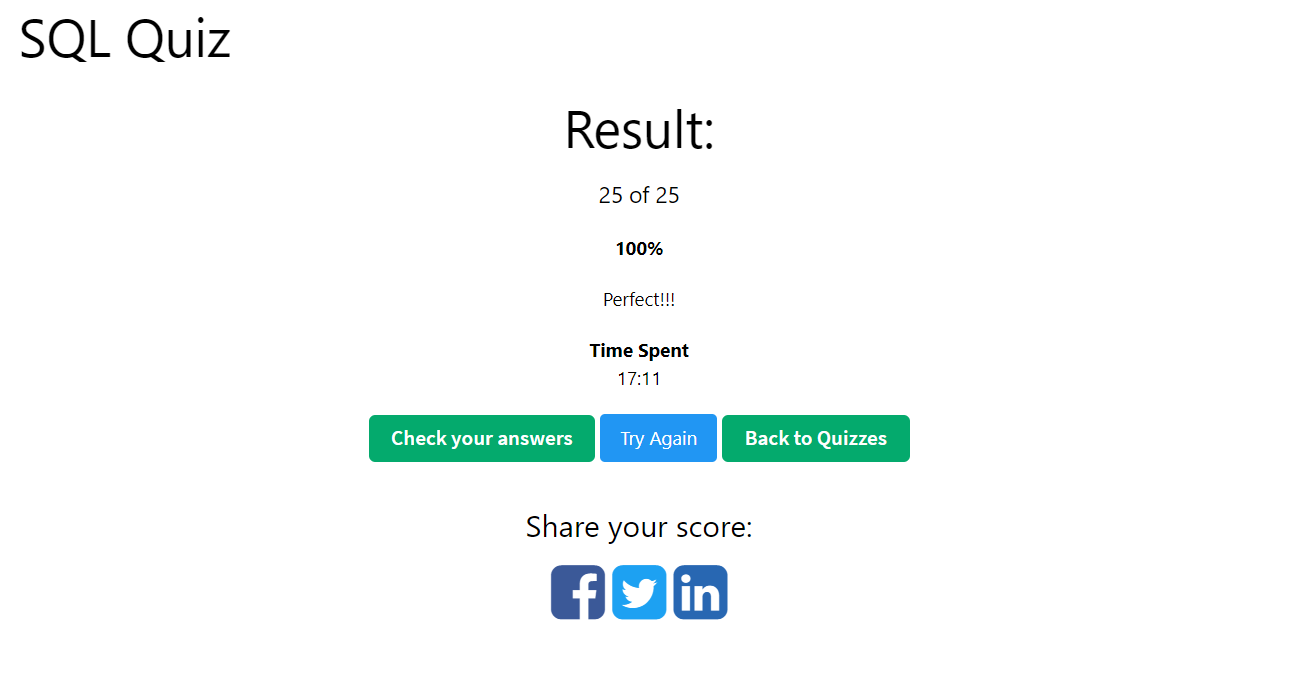 SQL Quiz
Result:
25 of 25
100%
Perfect!!!
Time Spent
17:11
Check your answers Try Again Back to Quizzes
Share your score:
f in